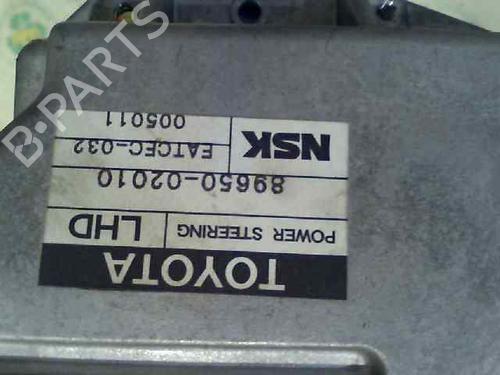 TOYOTA
POWER STEERING LHD
89650-02010
NSK EATCEC-032
005011
B-PARTS